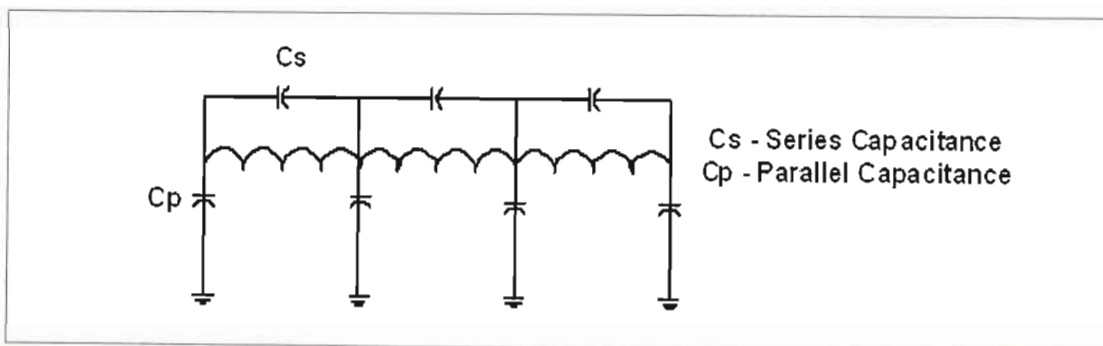 Cs
Cs - Series Capacitance
Cp - Parallel Capacitance
Cp